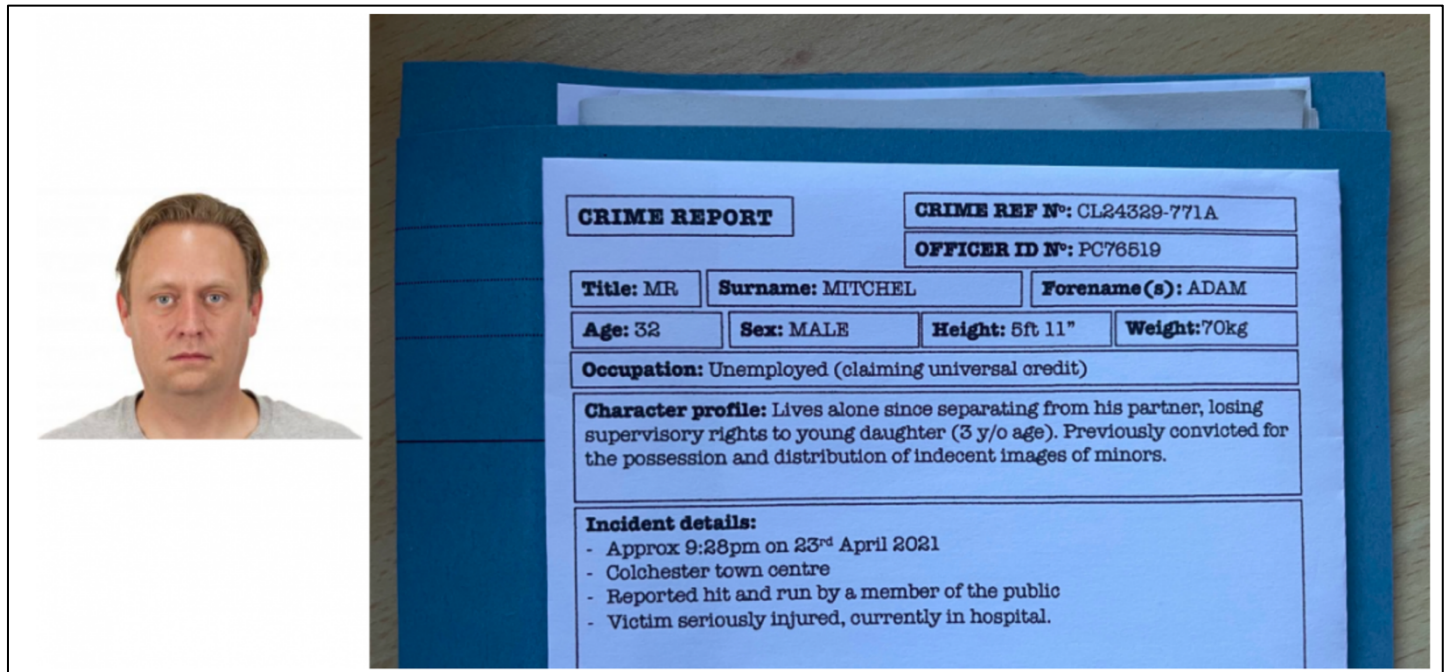 CRIME REPORT
CRIME REF Nº: CL24329-771A
OFFICER ID Nº: PC76519
Title: MR Surname: MITCHEL Forename(s): ADAM
Age: 32 Sex: MALE Height: 5ft 11" Weight:70kg
Occupation: Unemployed (claiming universal credit)
Character profile: Lives alone since separating from his partner, losing
supervisory rights to young daughter (3 y/o age). Previously convicted for
the possession and distribution of indecent images of minors.
Incident details:
- Approx 9:28pm on 23rd April 2021
- Colchester town centre
- Reported hit and run by a member of the public
- Victim seriously injured, currently in hospital.